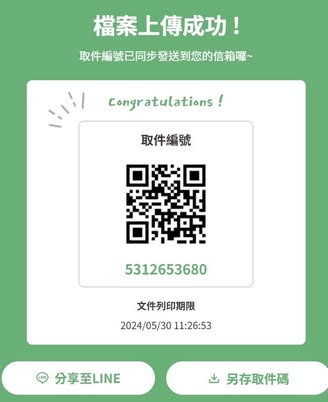 檔案上傳成功！
取件編號已同步發送到您的信箱囉~
Congratulations !
取件編號
5312653680
文件列印期限
2024/05/30 11:26:53
分享至LINE
另存取件碼